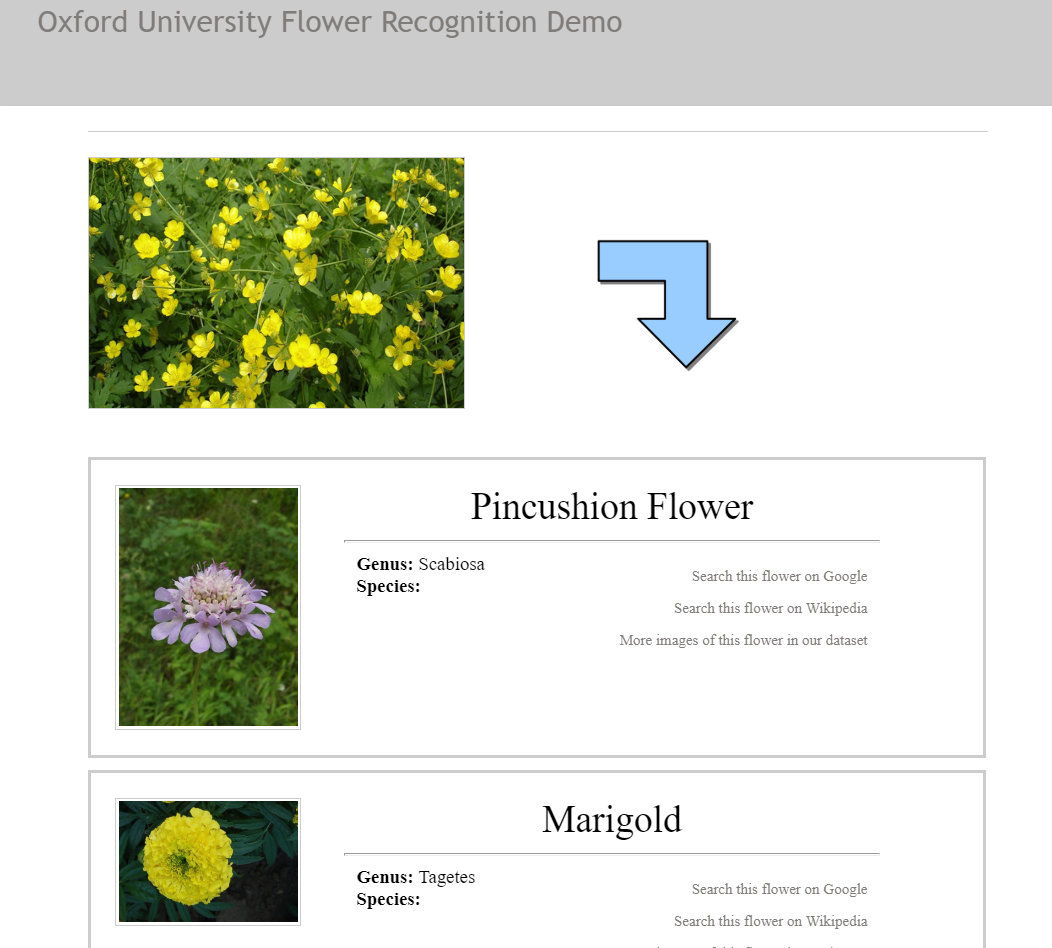 Oxford University Flower Recognition Demo
Pincushion Flower
Genus: Scabiosa
Species:
Search this flower on Google
Search this flower on Wikipedia
More images of this flower in our dataset
Marigold
Genus: Tagetes
Species:
Search this flower on Google
Search this flower on Wikipedia